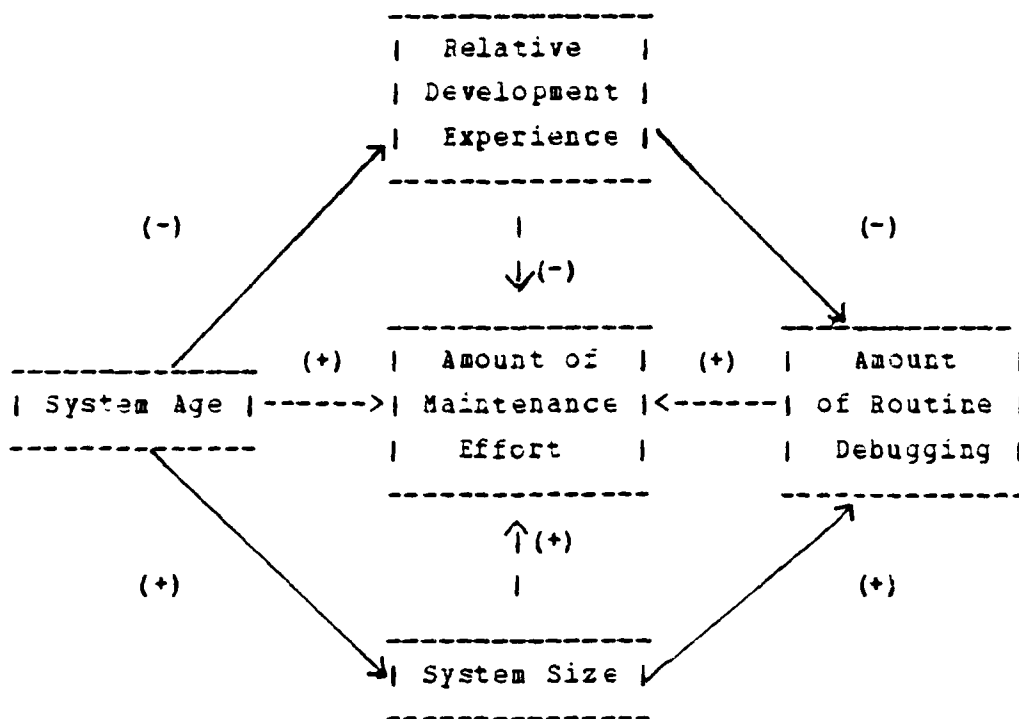 Relative
Development
Experience
(-)
(-)
(-)
Amount of
Maintenance
Effort
(+)
(+)
Amount
of Routine
Debugging
System Age
(+)
(+)
(+)
System Size